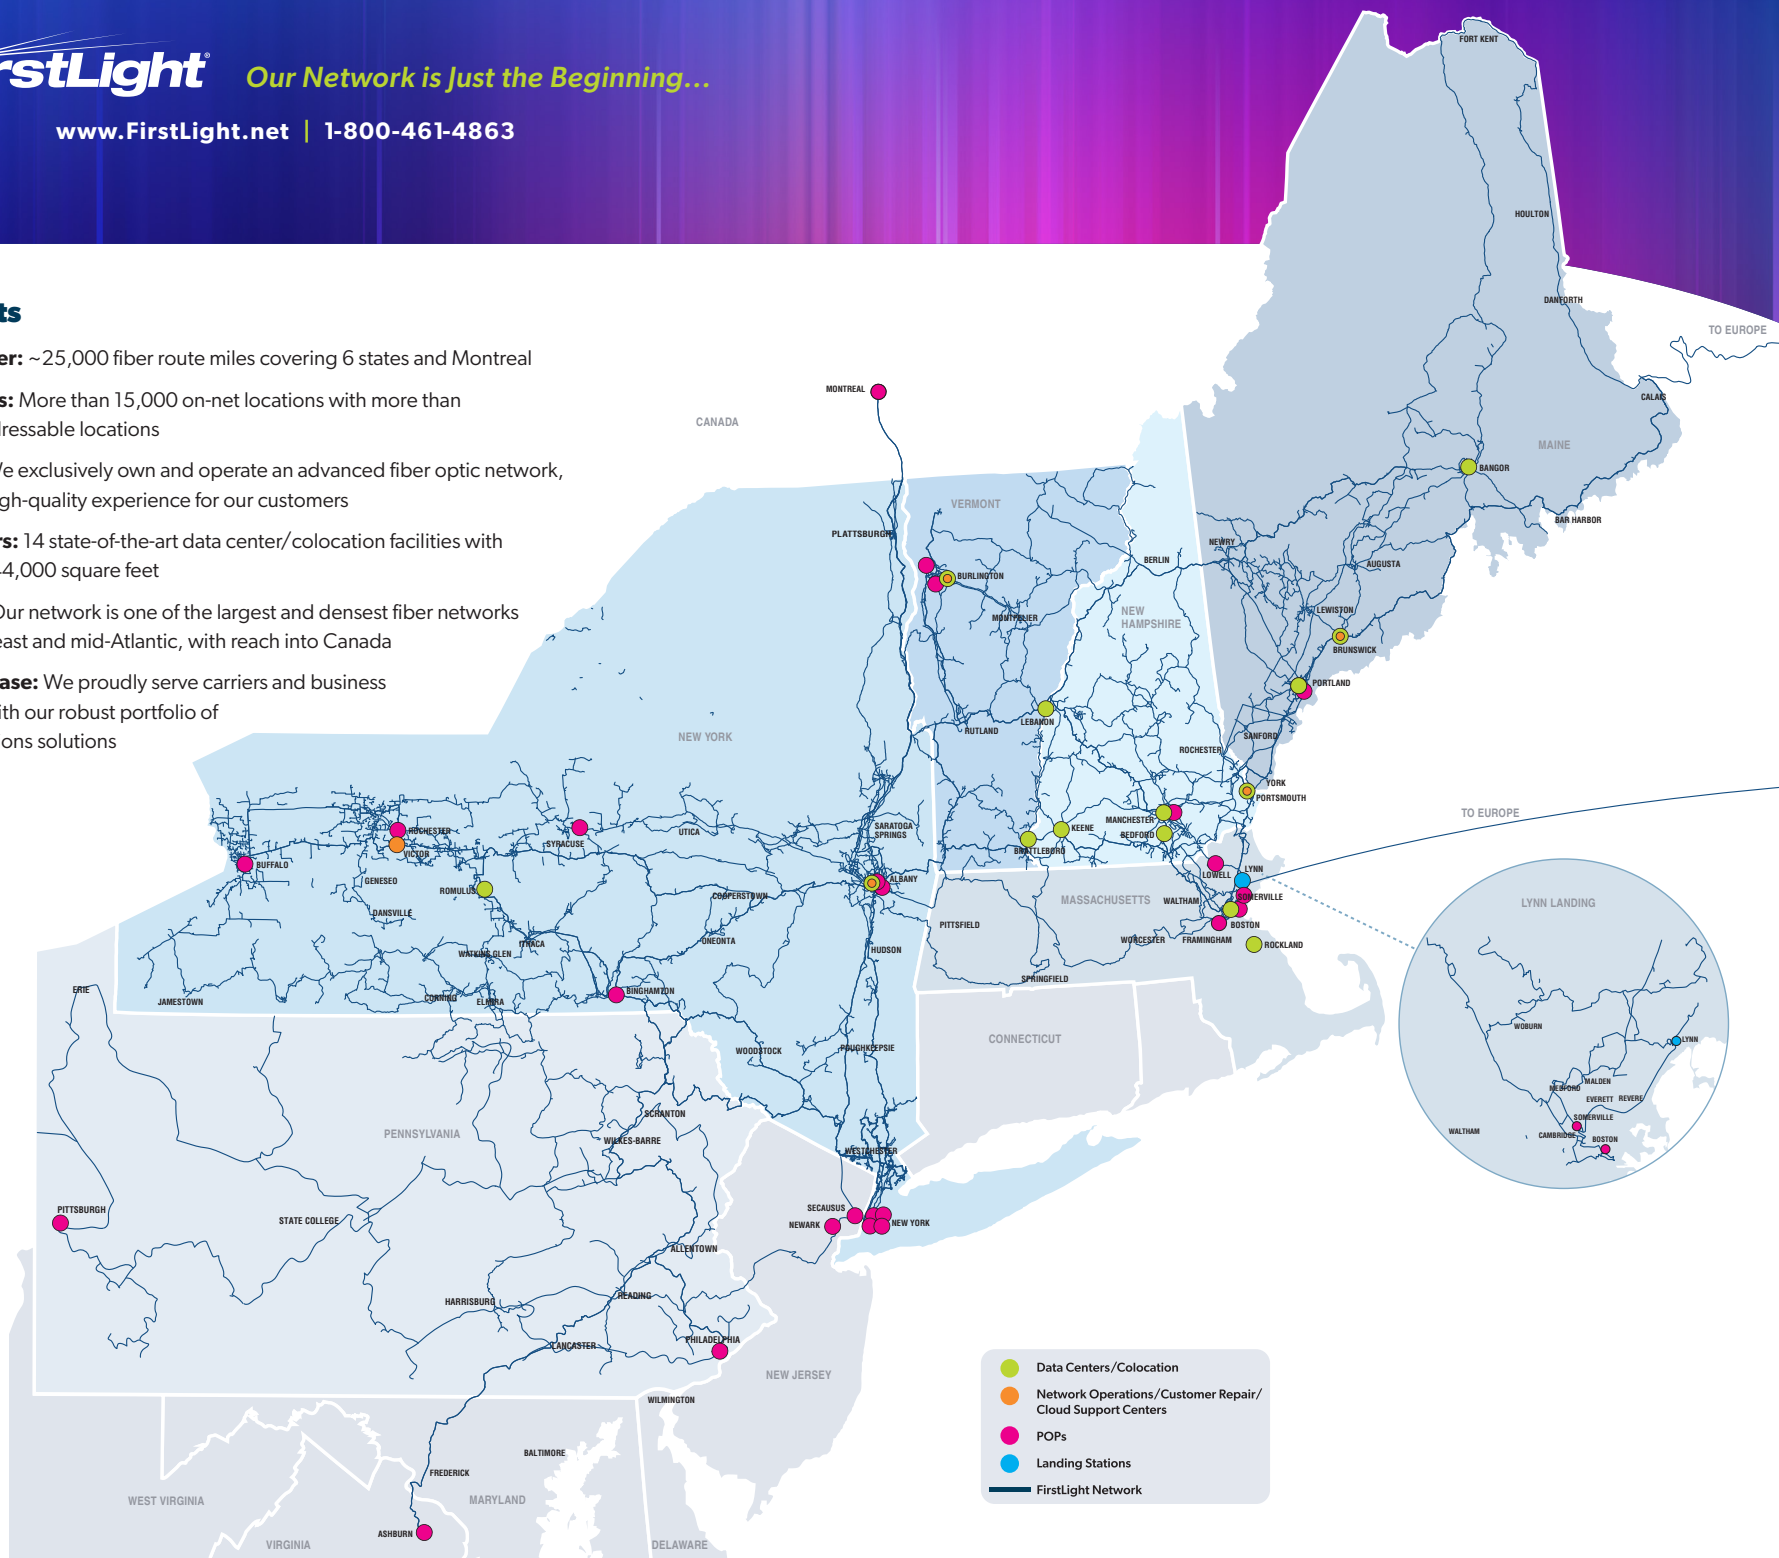 rstLight®
Our Network is Just the Beginning...
www.FirstLight.net | 1-800-461-4863
ts
er: ~25,000 fiber route miles covering 6 states and Montreal
s: More than 15,000 on-net locations with more than
ressable locations
e exclusively own and operate an advanced fiber optic network,
gh-quality experience for our customers
rs: 14 state-of-the-art data center/colocation facilities with
4,000 square feet
Our network is one of the largest and densest fiber networks
east and mid-Atlantic, with reach into Canada
ase: We proudly serve carriers and business
ith our robust portfolio of
ons solutions
FORT KENT
HOULTON
DANFORTH
TO EUROPE
CALAIS
MAINE
BANGOR
BAR HARBOR
NEWRY
AUGUSTA
LEWISTON
BRUNSWICK
PORTLAND
SANFORD
YORK
CANADA
MONTREAL
PLATTSBURGH
VERMONT
BURLINGTON
MONTPELIER
RUTLAND
BRATTLEBORO
BERLIN
NEW
HAMPSHIRE
LEBANON
ROCHESTER
PORTSMOUTH
MANCHESTER
BEDFORD
KEENE
NEW YORK
ROCHESTER
VICTOR
BUFFALO
SYRACUSE
UTICA
SARATOGA
SPRINGS
ALBANY
GENESEO
ROMULUS
DANSVILLE
COOPERSTOWN
ONEONTA
ITHACA
WATKINS GLEN
HUDSON
JAMESTOWN
CORNING
ELMIRA
BINGHAMTON
WOODSTOCK
POUGHKEEPSIE
WESTCHESTER
NEW YORK
LOWELL
LYNN
SOMERVILLE
MASSACHUSETTS
WALTHAM
BOSTON
PITTSFIELD
WORCESTER
FRAMINGHAM
ROCKLAND
SPRINGFIELD
CONNECTICUT
TO EUROPE
LYNN LANDING
WOBURN
LYNN
MEDFORD
MALDEN
EVERETT
REVERE
SOMERVILLE
WALTHAM
CAMBRIDGE
BOSTON
ERIE
SCRANTON
PENNSYLVANIA
WILKES-BARRE
PITTSBURGH
STATE COLLEGE
ALLENTOWN
HARRISBURG
READING
LANCASTER
PHILADELPHIA
SECAUSUS
NEWARK
NEW JERSEY
WILMINGTON
BALTIMORE
FREDERICK
WEST VIRGINIA
MARYLAND
ASHBURN
VIRGINIA
DELAWARE
Data Centers/Colocation
Network Operations/Customer Repair/
Cloud Support Centers
POPs
Landing Stations
FirstLight Network